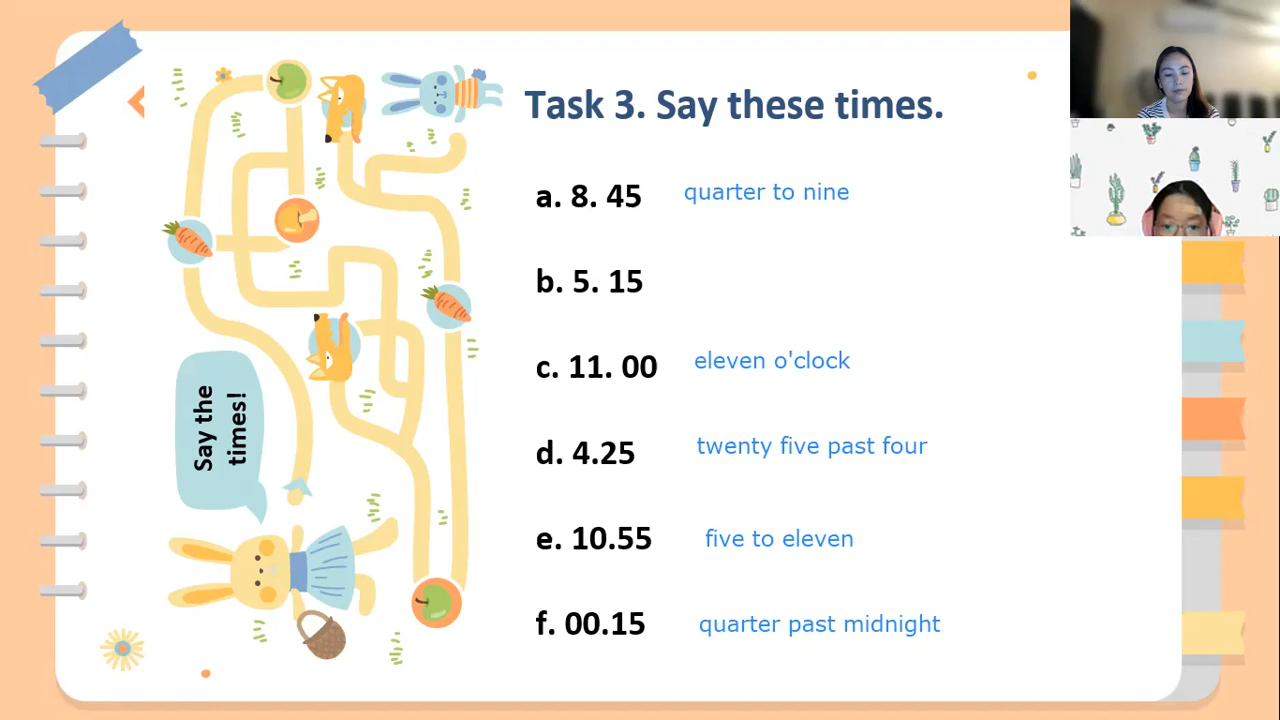 Task 3. Say these times.
a. 8. 45 quarter to nine
b. 5. 15
c. 11. 00 eleven o'clock
d. 4.25 twenty five past four
e. 10.55 five to eleven
f. 00.15 quarter past midnight
Say the
times!